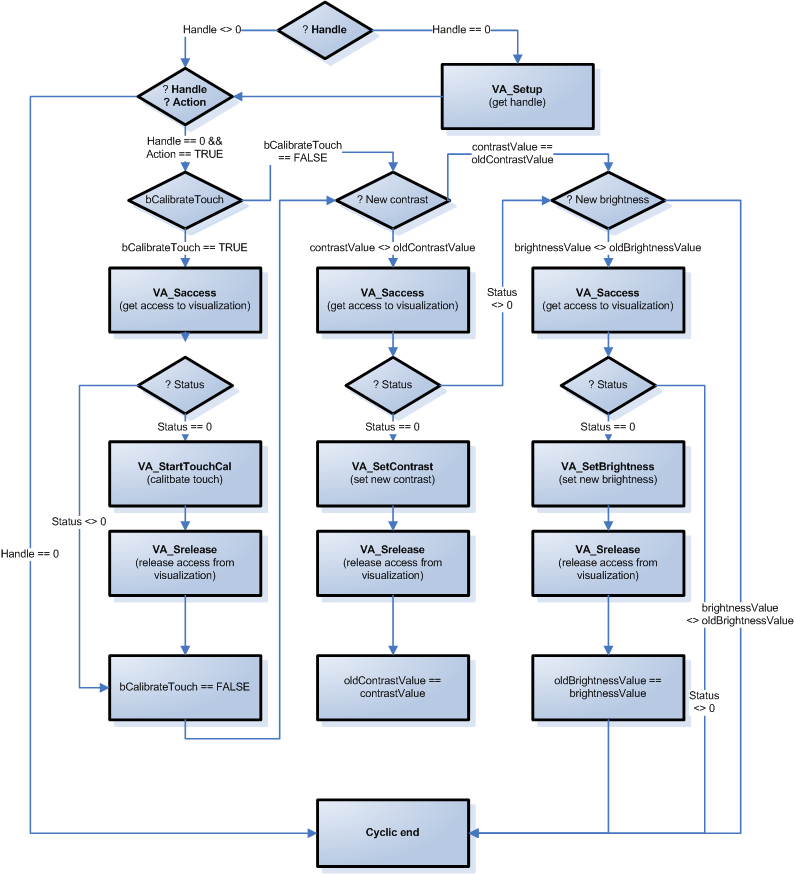 ? Handle
Handle <> 0
Handle == 0
VA_Setup
(get handle)
? Handle
? Action
Handle == 0 &&
Action == TRUE
bCalibrateTouch
== FALSE
contrastValue ==
oldContrastValue
bCalibrateTouch
? New contrast
? New brightness
bCalibrateTouch == TRUE
contrastValue <> oldContrastValue
brightnessValue <> oldBrightnessValue
VA_Saccess
(get access to visualization)
VA_Saccess
(get access to visualization)
VA_Saccess
(get access to visualization)
Status
<> 0
? Status
? Status
? Status
Status == 0
Status == 0
Status == 0
VA_StartTouchCal
(calitbate touch)
VA_SetContrast
(set new contrast)
VA_SetBrightness
(set new briightness)
Status <> 0
Handle == 0
VA_Srelease
(release access from
visualization)
VA_Srelease
(release access from
visualization)
VA_Srelease
(release access from
visualization)
brightnessValue
<> oldBrightnessValue
bCalibrateTouch == FALSE
oldContrastValue ==
contrastValue
oldBrightnessValue ==
brightnessValue
Status
<> 0
Cyclic end